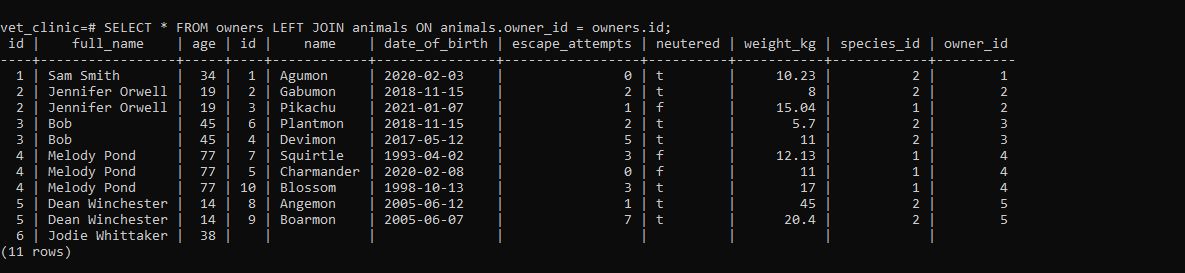 vet_clinic=# SELECT * FROM owners LEFT JOIN animals ON animals.owner_id = owners.id;
 id |    full_name    | age | id |    name    | date_of_birth | escape_attempts | neutered | weight_kg | species_id | owner_id
----+-----------------+-----+----+------------+---------------+-----------------+----------+-----------+------------+----------
  1 | Sam Smith       |  34 |  1 | Agumon     | 2020-02-03    |               0 | t        |     10.23 |          2 |        1
  2 | Jennifer Orwell |  19 |  2 | Gabumon    | 2018-11-15    |               2 | t        |         8 |          2 |        2
  2 | Jennifer Orwell |  19 |  3 | Pikachu    | 2021-01-07    |               1 | f        |     15.04 |          1 |        2
  3 | Bob             |  45 |  6 | Plantmon   | 2018-11-15    |               2 | t        |       5.7 |          2 |        3
  3 | Bob             |  45 |  4 | Devimon    | 2017-05-12    |               5 | t        |        11 |          2 |        3
  4 | Melody Pond     |  77 |  7 | Squirtle   | 1993-04-02    |               3 | f        |     12.13 |          1 |        4
  4 | Melody Pond     |  77 |  5 | Charmander | 2020-02-08    |               0 | f        |        11 |          1 |        4
  4 | Melody Pond     |  77 | 10 | Blossom    | 1998-10-13    |               3 | t        |        17 |          1 |        4
  5 | Dean Winchester |  14 |  8 | Angemon    | 2005-06-12    |               1 | t        |        45 |          2 |        5
  5 | Dean Winchester |  14 |  9 | Boarmon    | 2005-06-07    |               7 | t        |      20.4 |          2 |        5
  6 | Jodie Whittaker |  38 |    |            |               |                 |          |           |            |
(11 rows)